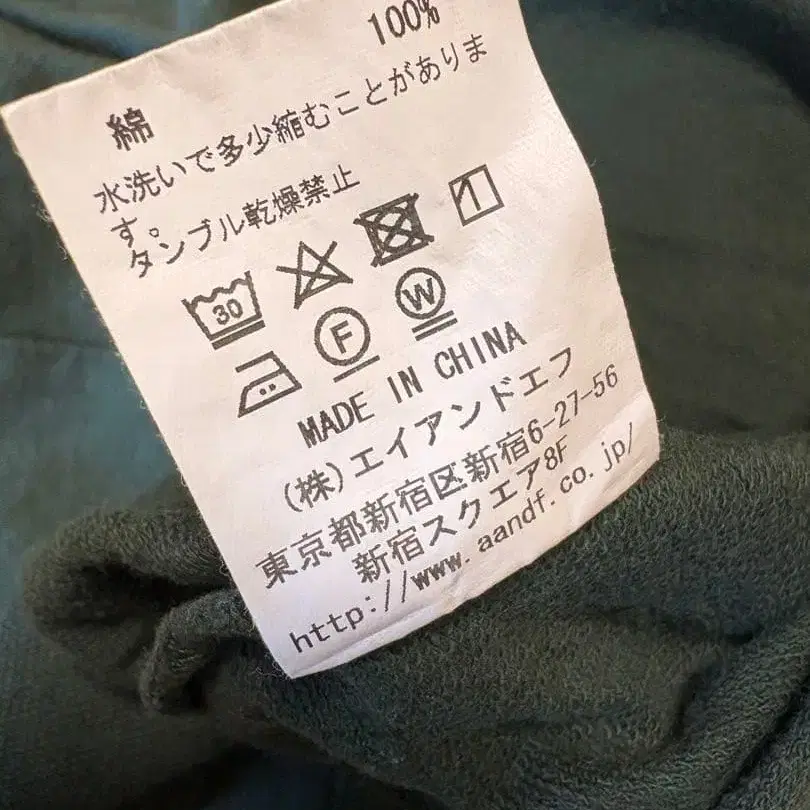 綿 100%
水洗いで多少縮むことがありま
す。
タンブル乾燥禁止
30
F W
MADE IN CHINA
(株)エイアンドエフ
東京都新宿区新宿6-27-56
新宿スクエア8F
http://www.aandf.co.jp/